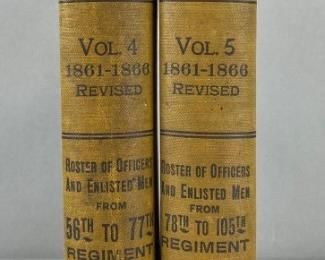 Vol. 4
1861-1866
Revised
Roster of Officers
And Enlisted Men
from
56th to 77th
Regiment
Vol. 5
1861-1866
Revised
Roster of Officers
And Enlisted Men
from
78th to 105th
Regiment